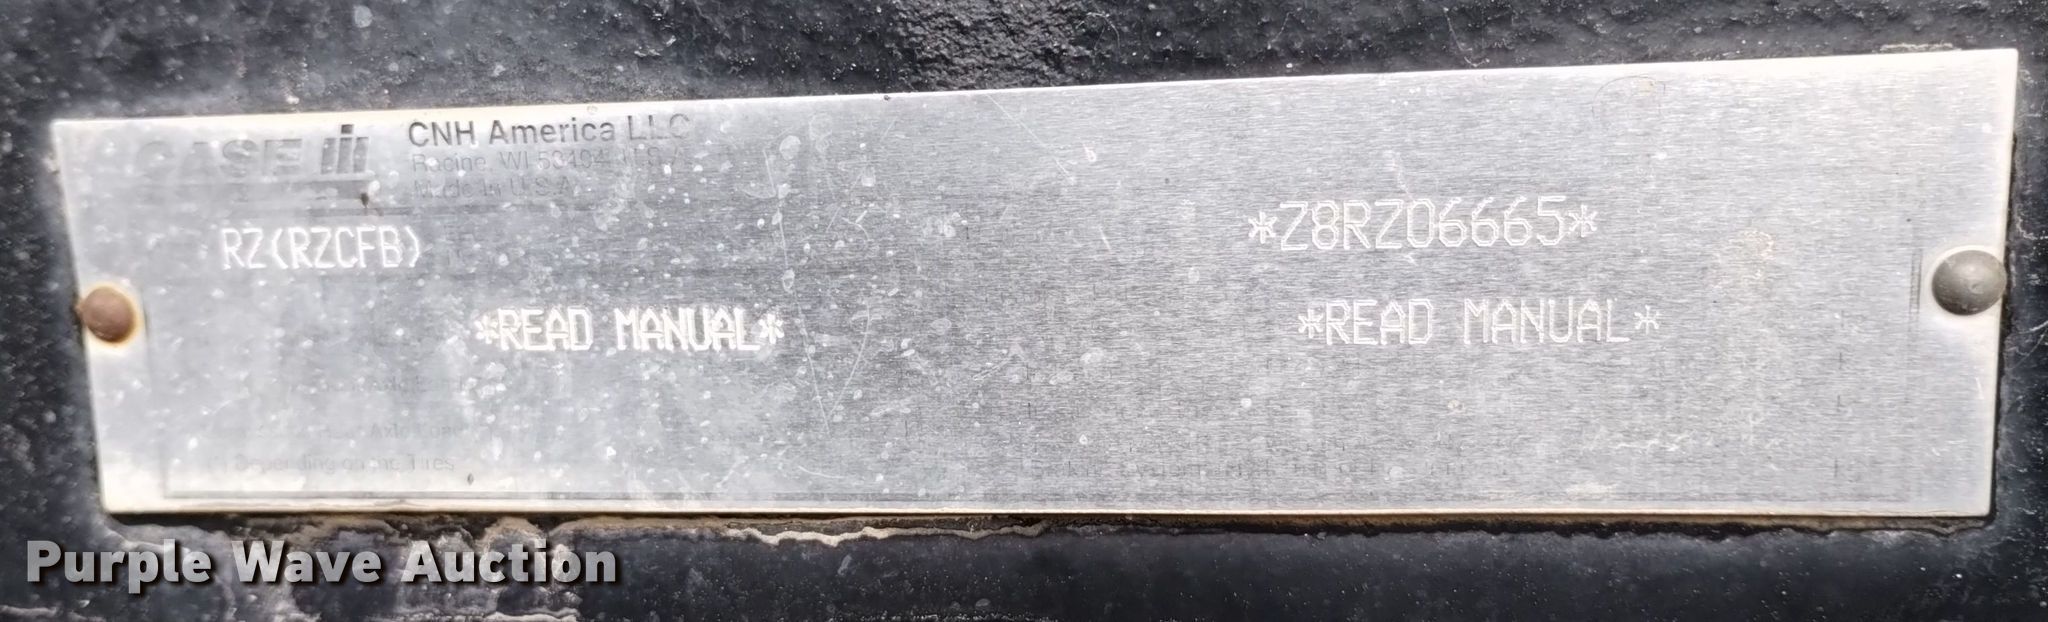 CASE IH
CNH America LLC
Racine, WI 53404 U.S.A.
Made in U.S.A.
RZ(RZCFB)
*Z8RZ06665*
*READ MANUAL*
*READ MANUAL*
Depending on the Tires
Purple Wave Auction